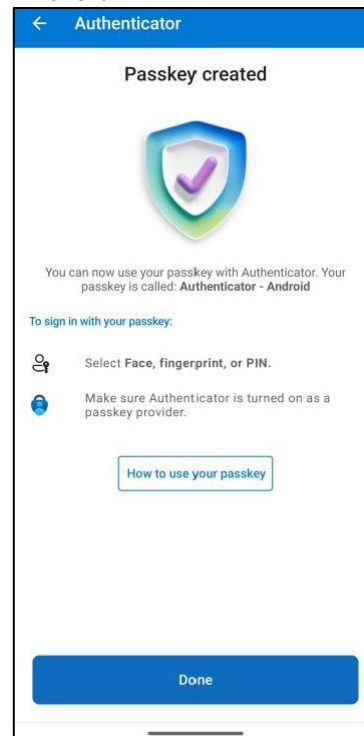 Authenticator
Passkey created
You can now use your passkey with Authenticator. Your
passkey is called: Authenticator - Android
To sign in with your passkey:
Select Face, fingerprint, or PIN.
Make sure Authenticator is turned on as a
passkey provider.
How to use your passkey
Done